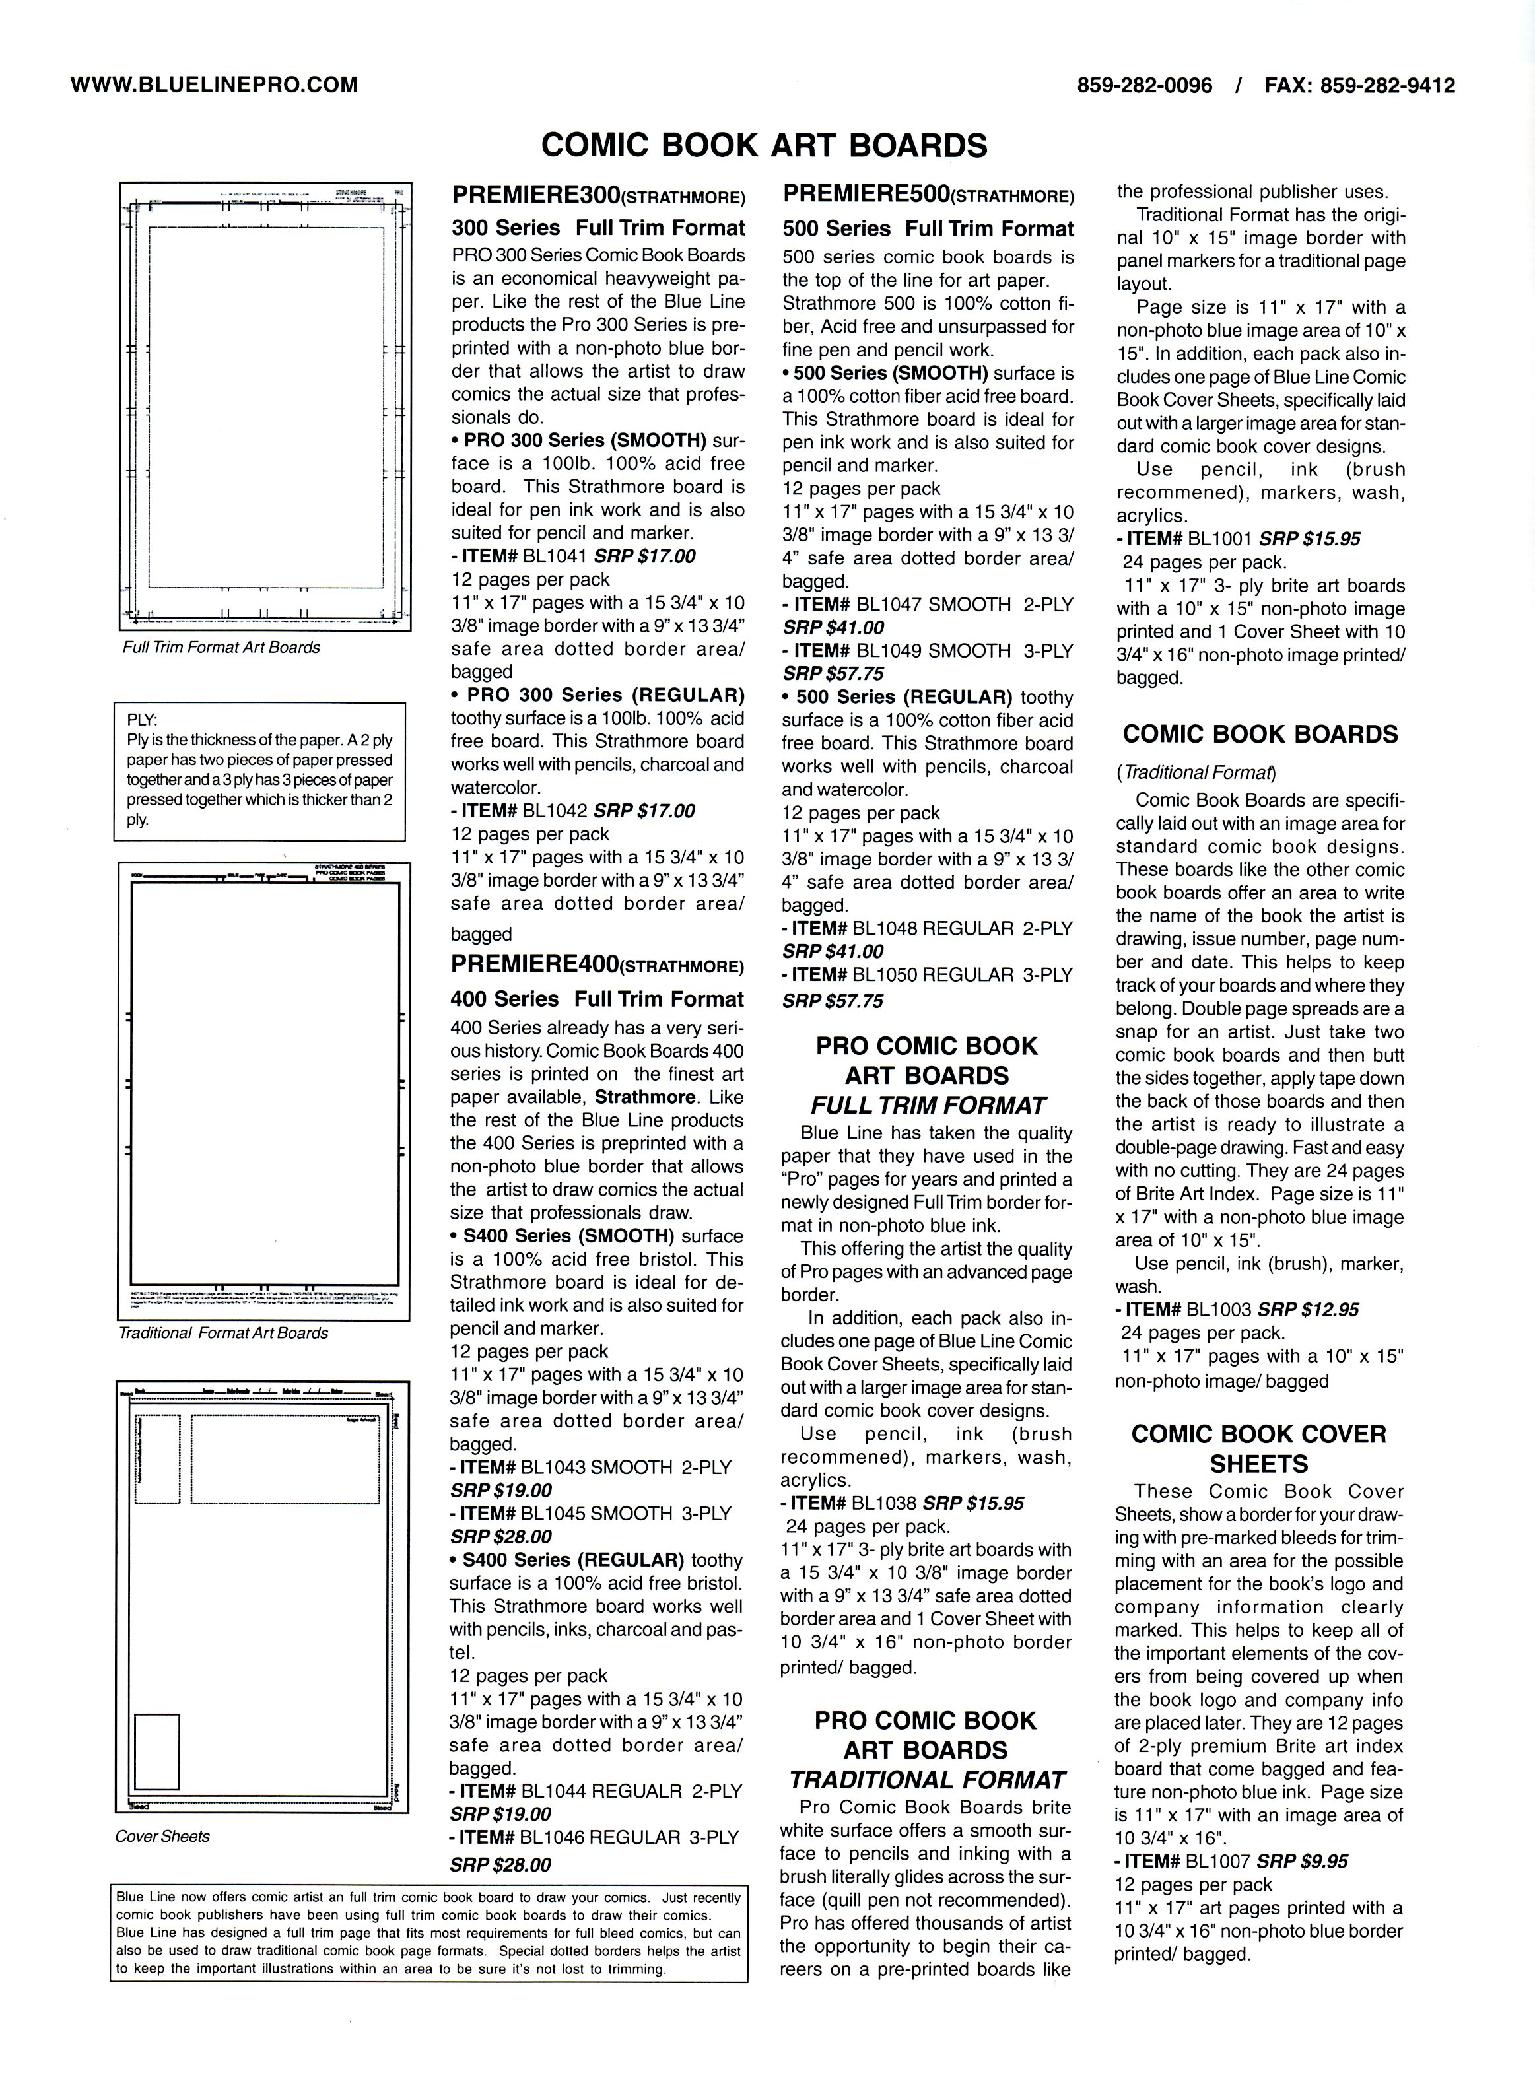 WWW.BLUELINEPRO.COM
859-282-0096 / FAX: 859-282-9412
COMIC BOOK ART BOARDS
Full Trim Format Art Boards
PLY:
Ply is the thickness of the paper. A 2 ply
paper has two pieces of paper pressed
together and a 3 ply has 3 pieces of paper
pressed together which is thicker than 2
ply.
Traditional Format Art Boards
Cover Sheets
PREMIERE300(STRATHMORE)
300 Series Full Trim Format
PRO 300 Series Comic Book Boards
is an economical heavyweight pa-
per. Like the rest of the Blue Line
products the Pro 300 Series is pre-
printed with a non-photo blue bor-
der that allows the artist to draw
comics the actual size that profes-
sionals do.
• PRO 300 Series (SMOOTH) sur-
face is a 100lb. 100% acid free
board. This Strathmore board is
ideal for pen ink work and is also
suited for pencil and marker.
- ITEM# BL1041 SRP $17.00
12 pages per pack
11" x 17" pages with a 15 3/4" x 10
3/8" image border with a 9" x 13 3/4"
safe area dotted border area/
bagged
• PRO 300 Series (REGULAR)
toothy surface is a 100lb. 100% acid
free board. This Strathmore board
works well with pencils, charcoal and
watercolor.
- ITEM# BL1042 SRP $17.00
12 pages per pack
11" x 17" pages with a 15 3/4" x 10
3/8" image border with a 9" x 13 3/4"
safe area dotted border area/
bagged
PREMIERE400(STRATHMORE)
400 Series Full Trim Format
400 Series already has a very seri-
ous history. Comic Book Boards 400
series is printed on the finest art
paper available, Strathmore. Like
the rest of the Blue Line products
the 400 Series is preprinted with a
non-photo blue border that allows
the artist to draw comics the actual
size that professionals draw.
• S400 Series (SMOOTH) surface
is a 100% acid free bristol. This
Strathmore board is ideal for de-
tailed ink work and is also suited for
pencil and marker.
12 pages per pack
11" x 17" pages with a 15 3/4" x 10
3/8" image border with a 9" x 13 3/4"
safe area dotted border area/
bagged.
- ITEM# BL1043 SMOOTH 2-PLY
SRP $19.00
- ITEM# BL1045 SMOOTH 3-PLY
SRP $28.00
• S400 Series (REGULAR) toothy
surface is a 100% acid free bristol.
This Strathmore board works well
with pencils, inks, charcoal and pas-
tel.
12 pages per pack
11" x 17" pages with a 15 3/4" x 10
3/8" image border with a 9" x 13 3/4"
safe area dotted border area/
bagged.
- ITEM# BL1044 REGUALR 2-PLY
SRP $19.00
- ITEM# BL1046 REGULAR 3-PLY
SRP $28.00
Blue Line now offers comic artist an full trim comic book board to draw your comics. Just recently
comic book publishers have been using full trim comic book boards to draw their comics.
Blue Line has designed a full trim page that fits most requirements for full bleed comics, but can
also be used to draw traditional comic book page formats. Special dotted borders helps the artist
to keep the important illustrations within an area to be sure it's not lost to trimming.
PREMIERE500(STRATHMORE)
500 Series Full Trim Format
500 series comic book boards is
the top of the line for art paper.
Strathmore 500 is 100% cotton fi-
ber, Acid free and unsurpassed for
fine pen and pencil work.
• 500 Series (SMOOTH) surface is
a 100% cotton fiber acid free board.
This Strathmore board is ideal for
pen ink work and is also suited for
pencil and marker.
12 pages per pack
11" x 17" pages with a 15 3/4" x 10
3/8" image border with a 9" x 13 3/
4" safe area dotted border area/
bagged.
- ITEM# BL1047 SMOOTH 2-PLY
SRP $41.00
- ITEM# BL1049 SMOOTH 3-PLY
SRP $57.75
• 500 Series (REGULAR) toothy
surface is a 100% cotton fiber acid
free board. This Strathmore board
works well with pencils, charcoal
and watercolor.
12 pages per pack
11" x 17" pages with a 15 3/4" x 10
3/8" image border with a 9" x 13 3/
4" safe area dotted border area/
bagged.
- ITEM# BL1048 REGULAR 2-PLY
SRP $41.00
- ITEM# BL1050 REGULAR 3-PLY
SRP $57.75
PRO COMIC BOOK
ART BOARDS
FULL TRIM FORMAT
Blue Line has taken the quality
paper that they have used in the
"Pro" pages for years and printed a
newly designed Full Trim border for-
mat in non-photo blue ink.
This offering the artist the quality
of Pro pages with an advanced page
border.
In addition, each pack also in-
cludes one page of Blue Line Comic
Book Cover Sheets, specifically laid
out with a larger image area for stan-
dard comic book cover designs.
Use pencil, ink (brush
recommened), markers, wash,
acrylics.
- ITEM# BL1038 SRP $15.95
24 pages per pack.
11" x 17" 3- ply brite art boards with
a 15 3/4" x 10 3/8" image border
with a 9" x 13 3/4" safe area dotted
border area and 1 Cover Sheet with
10 3/4" x 16" non-photo border
printed/ bagged.
PRO COMIC BOOK
ART BOARDS
TRADITIONAL FORMAT
Pro Comic Book Boards brite
white surface offers a smooth sur-
face to pencils and inking with a
brush literally glides across the sur-
face (quill pen not recommended).
Pro has offered thousands of artist
the opportunity to begin their ca-
reers on a pre-printed boards like
the professional publisher uses.
Traditional Format has the origi-
nal 10" x 15" image border with
panel markers for a traditional page
layout.
Page size is 11" x 17" with a
non-photo blue image area of 10" x
15". In addition, each pack also in-
cludes one page of Blue Line Comic
Book Cover Sheets, specifically laid
out with a larger image area for stan-
dard comic book cover designs.
Use pencil, ink (brush
recommened), markers, wash,
acrylics.
- ITEM# BL1001 SRP $15.95
24 pages per pack.
11" x 17" 3- ply brite art boards
with a 10" x 15" non-photo image
printed and 1 Cover Sheet with 10
3/4" x 16" non-photo image printed/
bagged.
COMIC BOOK BOARDS
(Traditional Format)
Comic Book Boards are specifi-
cally laid out with an image area for
standard comic book designs.
These boards like the other comic
book boards offer an area to write
the name of the book the artist is
drawing, issue number, page num-
ber and date. This helps to keep
track of your boards and where they
belong. Double page spreads are a
snap for an artist. Just take two
comic book boards and then butt
the sides together, apply tape down
the back of those boards and then
the artist is ready to illustrate a
double-page drawing. Fast and easy
with no cutting. They are 24 pages
of Brite Art Index. Page size is 11"
x 17" with a non-photo blue image
area of 10" x 15".
Use pencil, ink (brush), marker,
wash.
- ITEM# BL1003 SRP $12.95
24 pages per pack.
11" x 17" pages with a 10" x 15"
non-photo image/ bagged
COMIC BOOK COVER
SHEETS
These Comic Book Cover
Sheets, show a border for your draw-
ing with pre-marked bleeds for trim-
ming with an area for the possible
placement for the book's logo and
company information clearly
marked. This helps to keep all of
the important elements of the cov-
ers from being covered up when
the book logo and company info
are placed later. They are 12 pages
of 2-ply premium Brite art index
board that come bagged and fea-
ture non-photo blue ink. Page size
is 11" x 17" with an image area of
10 3/4" x 16".
- ITEM# BL1007 SRP $9.95
12 pages per pack
11" x 17" art pages printed with a
10 3/4" x 16" non-photo blue border
printed/ bagged.